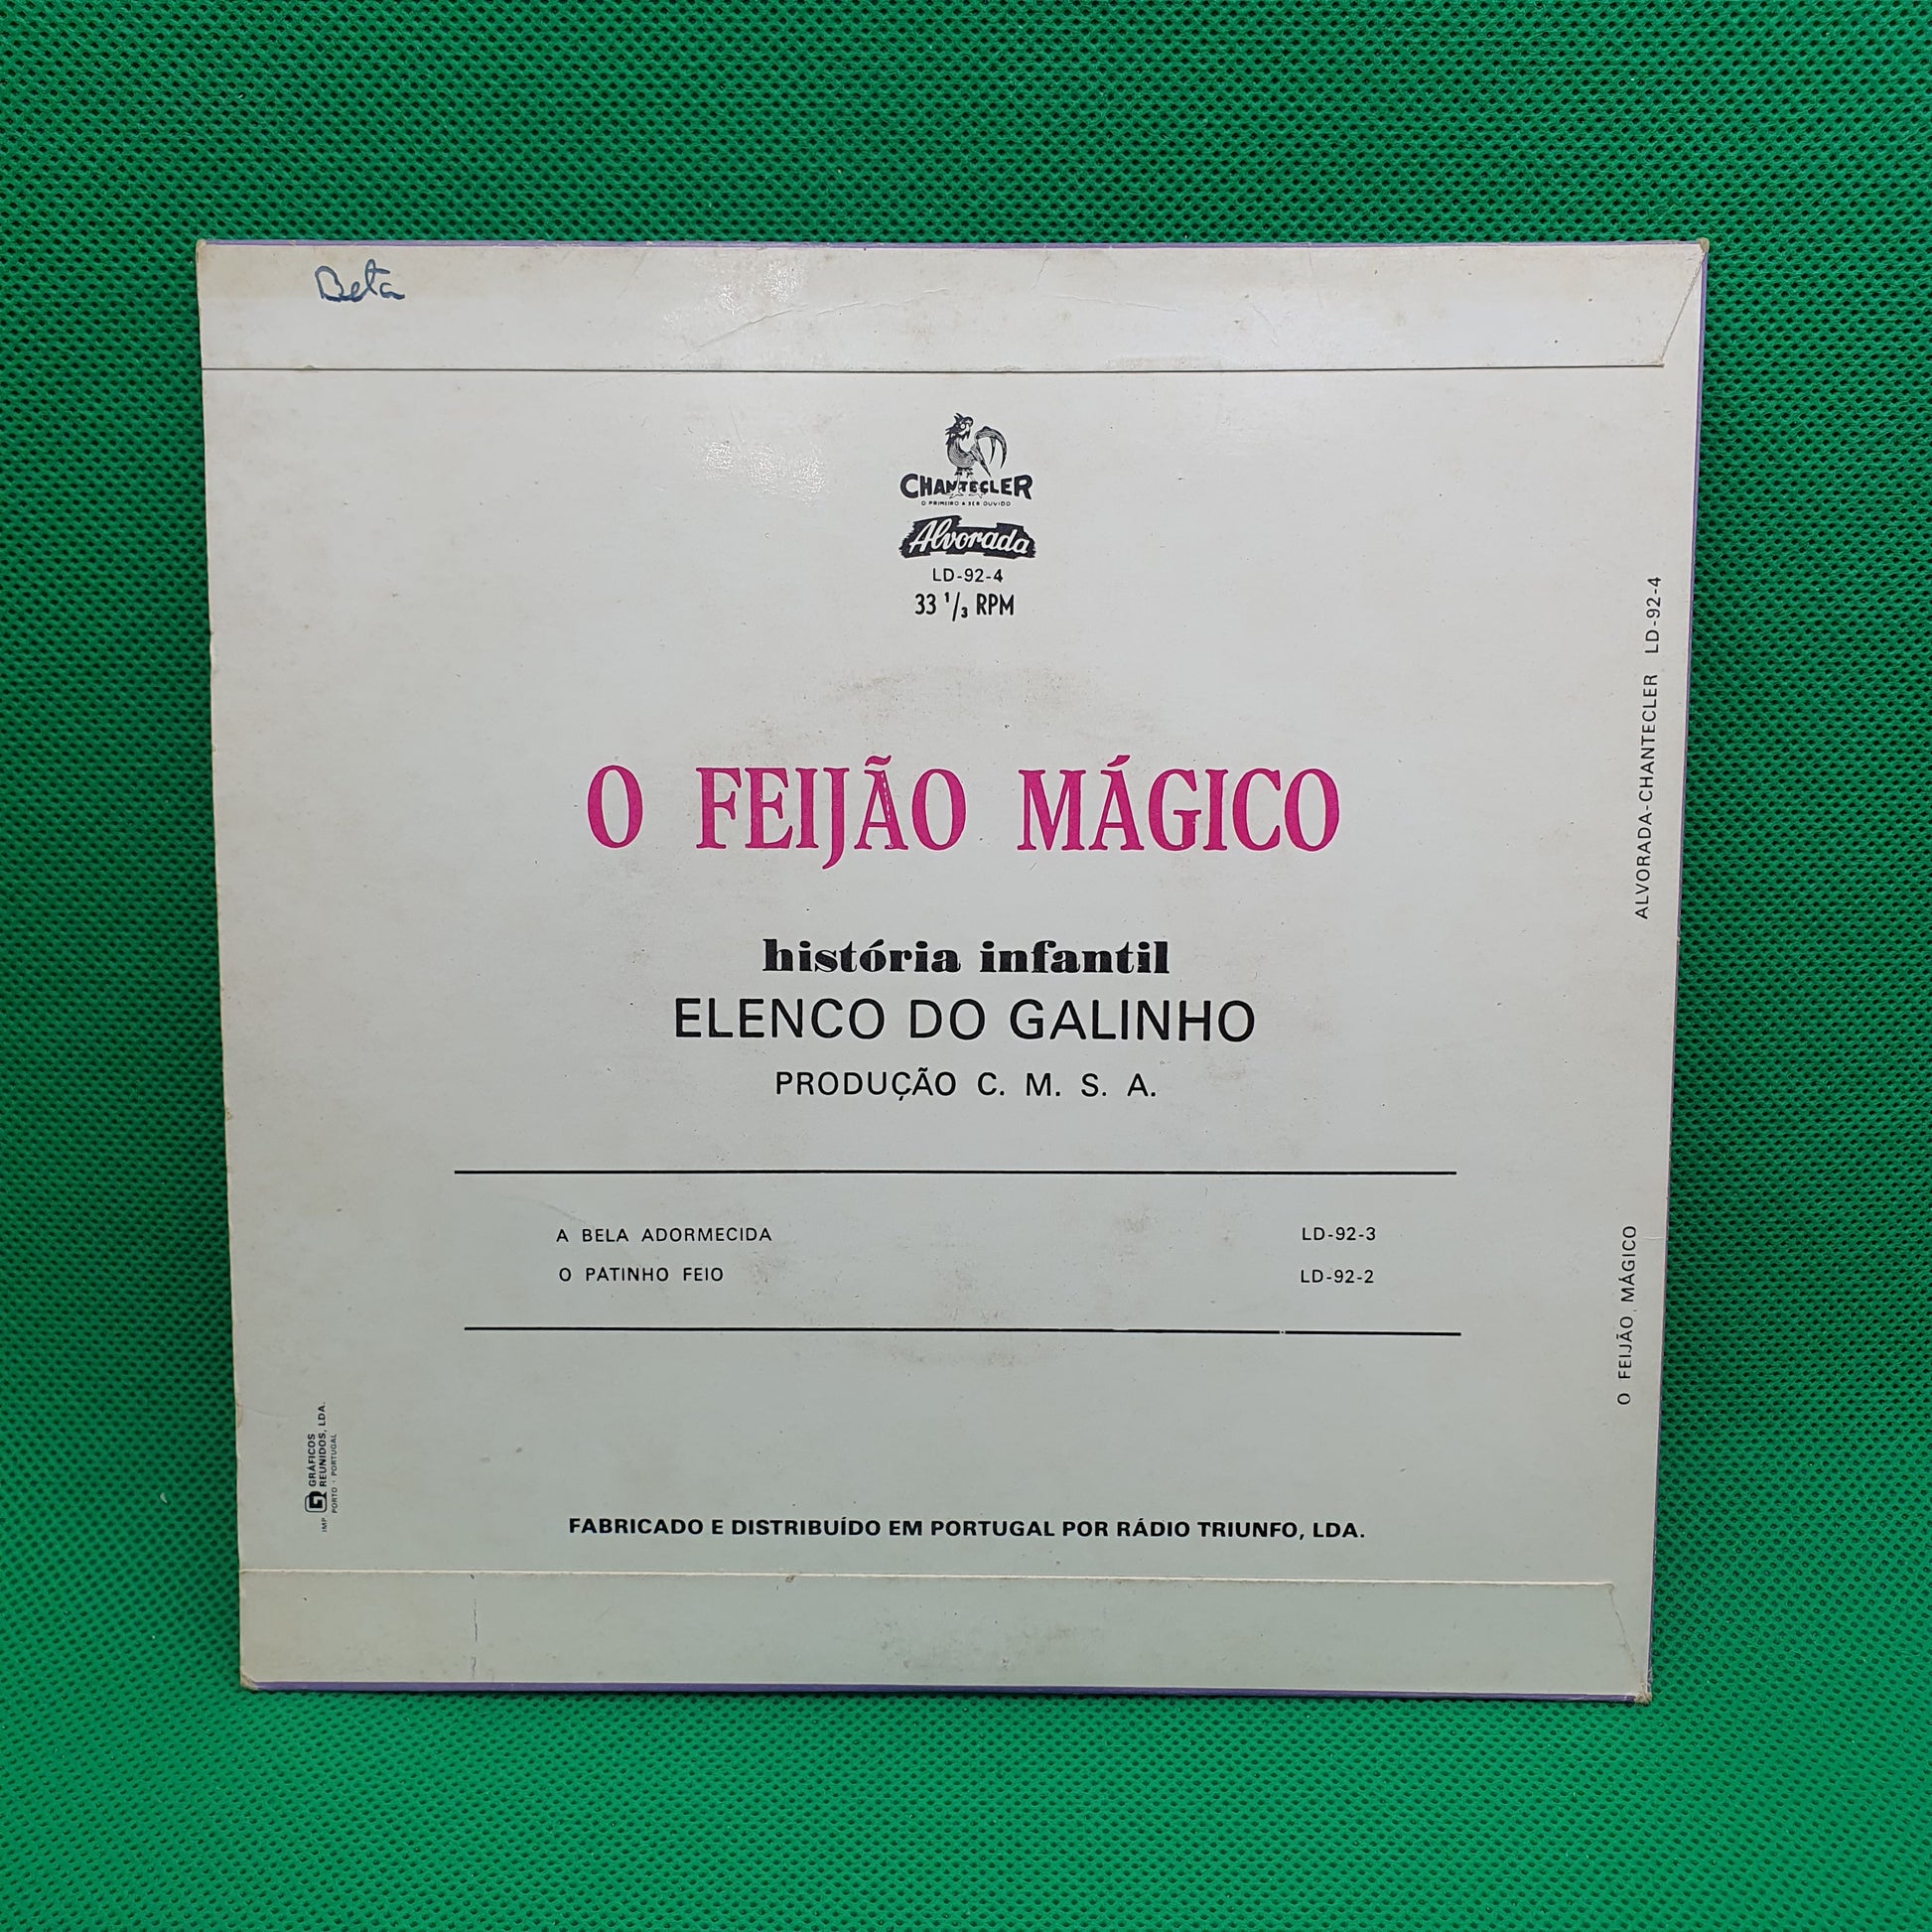 Beta
CHANTECLER
O PRIMEIRO A SER OUVIDO
Alvorada
LD-92-4
33 1/3 RPM
O FEIJÃO MÁGICO
história infantil
ELENCO DO GALINHO
PRODUÇÃO C. M. S. A.
A BELA ADORMECIDA LD-92-3
O PATINHO FEIO LD-92-2
FABRICADO E DISTRIBUÍDO EM PORTUGAL POR RÁDIO TRIUNFO, LDA.
IMP. GRÁFICOS
REUNIDOS, LDA.
PORTO - PORTUGAL
O FEIJÃO MÁGICO
ALVORADA-CHANTECLER LD-92-4